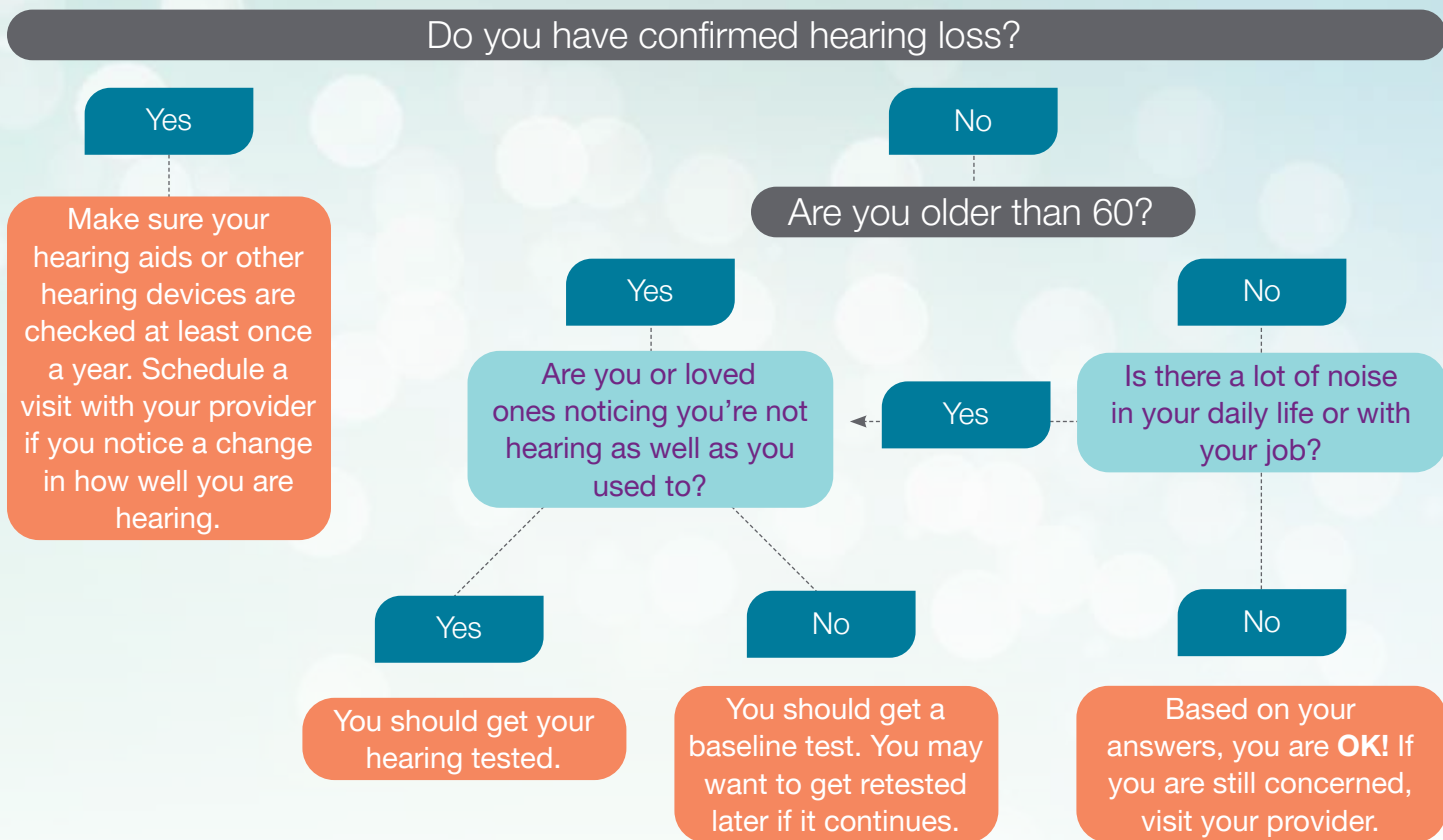 Do you have confirmed hearing loss?
Yes
No
Make sure your
hearing aids or other
hearing devices are
checked at least once
a year. Schedule a
visit with your provider
if you notice a change
in how well you are
hearing.
Are you older than 60?
Yes
No
Are you or loved
ones noticing you’re not
hearing as well as you
used to?
Yes
Is there a lot of noise
in your daily life or with
your job?
Yes
No
No
You should get your
hearing tested.
You should get a
baseline test. You may
want to get retested
later if it continues.
Based on your
answers, you are OK! If
you are still concerned,
visit your provider.